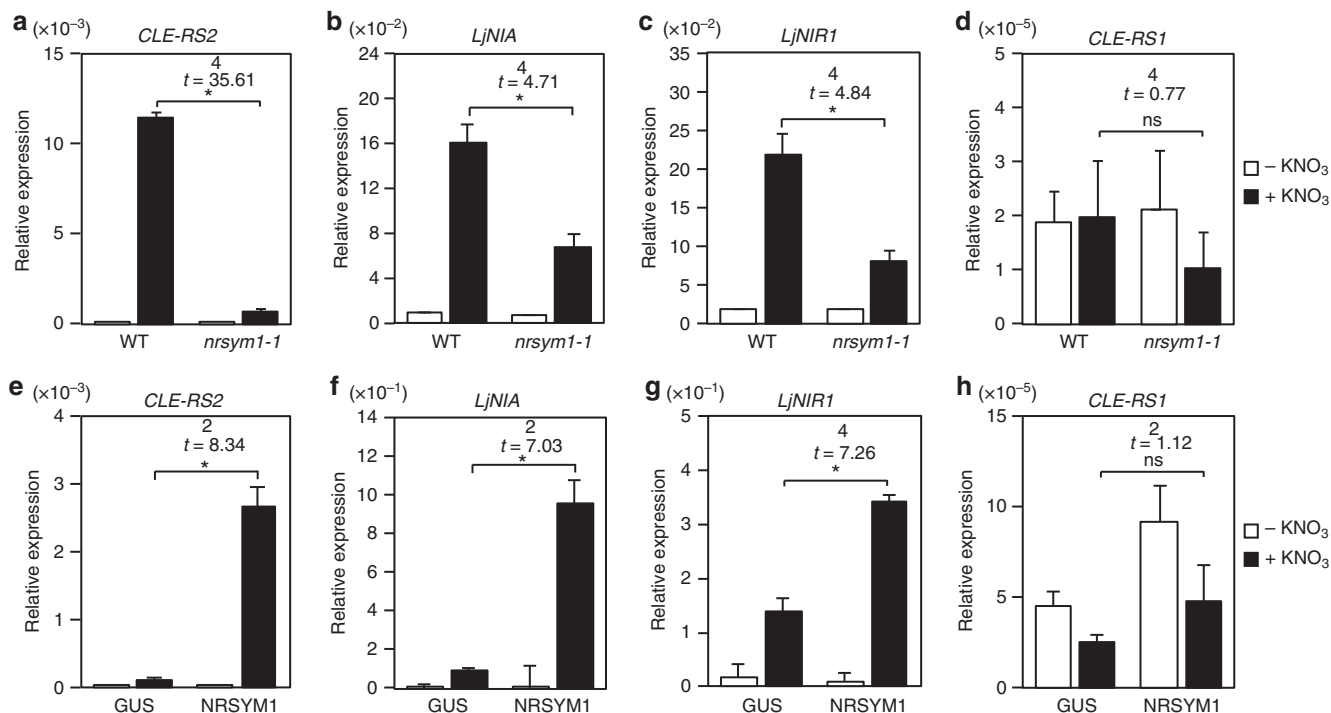 a (×10⁻³)
CLE-RS2
Relative expression
15
10
5
0
4
t = 35.61
*
WT nrsym1-1
b (×10⁻²)
LjNIA
Relative expression
24
20
16
12
8
4
0
4
t = 4.71
*
WT nrsym1-1
c (×10⁻²)
LjNIR1
Relative expression
35
30
25
20
15
10
5
0
4
t = 4.84
*
WT nrsym1-1
d (×10⁻⁵)
CLE-RS1
Relative expression
5
4
3
2
1
0
4
t = 0.77
ns
WT nrsym1-1
– KNO₃
+ KNO₃
e (×10⁻³)
CLE-RS2
Relative expression
4
3
2
1
0
2
t = 8.34
*
GUS NRSYM1
f (×10⁻¹)
LjNIA
Relative expression
14
12
10
8
6
4
2
0
2
t = 7.03
*
GUS NRSYM1
g (×10⁻¹)
LjNIR1
Relative expression
5
4
3
2
1
0
4
t = 7.26
*
GUS NRSYM1
h (×10⁻⁵)
CLE-RS1
Relative expression
15
10
5
0
2
t = 1.12
ns
GUS NRSYM1
– KNO₃
+ KNO₃